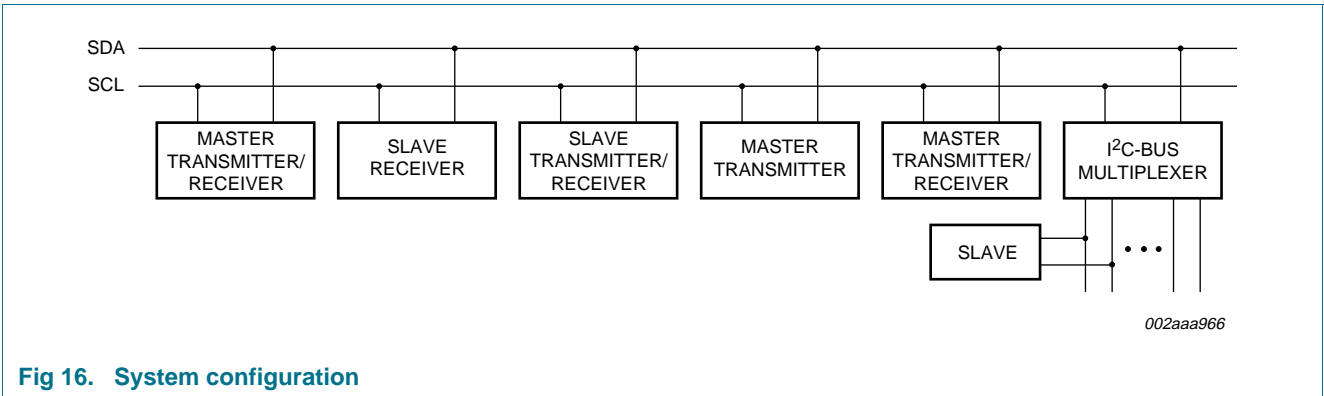 SDA
SCL
MASTER
TRANSMITTER/
RECEIVER
SLAVE
RECEIVER
SLAVE
TRANSMITTER/
RECEIVER
MASTER
TRANSMITTER
MASTER
TRANSMITTER/
RECEIVER
I²C-BUS
MULTIPLEXER
SLAVE
002aaa966
Fig 16. System configuration